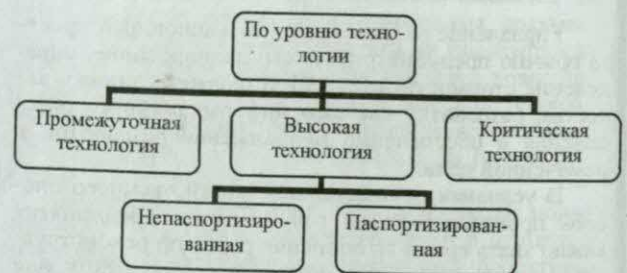 По уровню техно-
логии
Промежуточная
технология
Высокая
технология
Критическая
технология
Непаспортизиро-
ванная
Паспортизирован-
ная